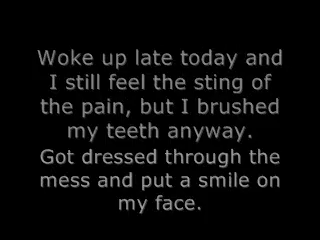 Woke up late today and
I still feel the sting of
the pain, but I brushed
my teeth anyway.
Got dressed through the
mess and put a smile on
my face.